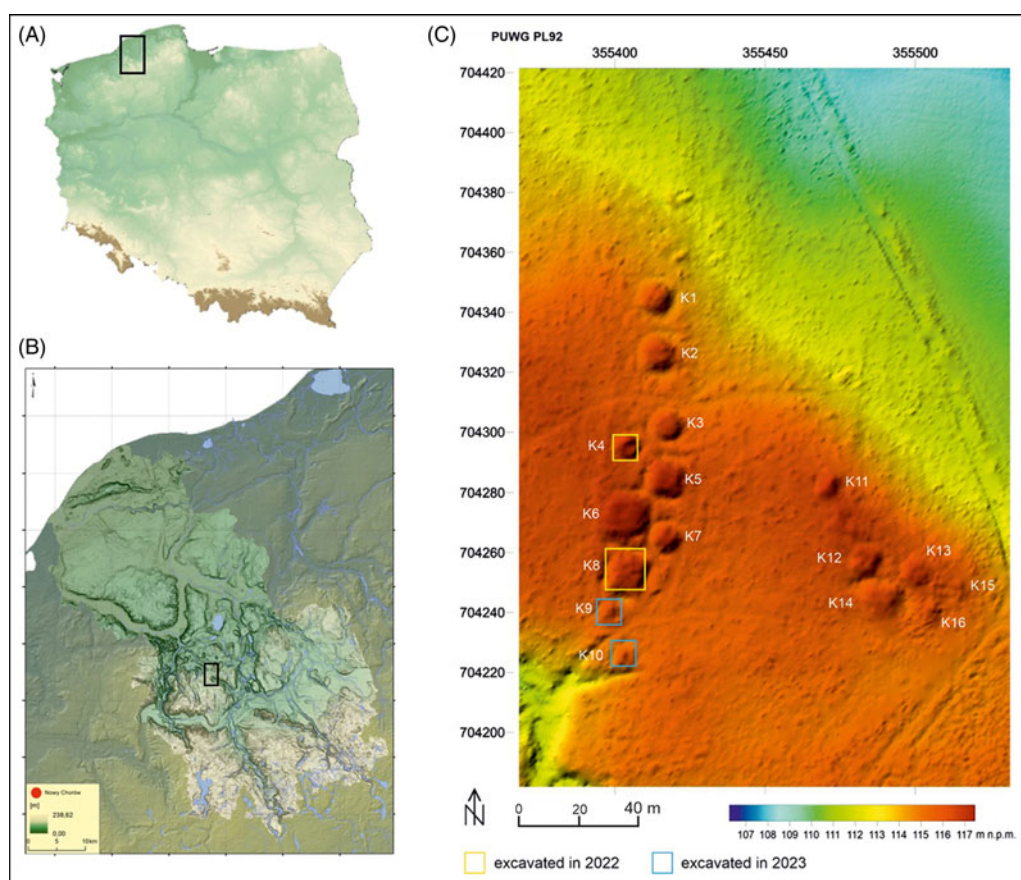 (A)
(B)
Nowy Chorów
[m]
238,62
0,00
0 5 10km
(C)
PUWG PL92
355400 355450 355500
704420
704400
704380
704360
704340
704320
704300
704280
704260
704240
704220
704200
K1
K2
K3
K4
K5
K6
K7
K8
K9
K10
K11
K12
K13
K14
K15
K16
N
0 20 40 m
107 108 109 110 111 112 113 114 115 116 117 m n.p.m.
excavated in 2022 excavated in 2023